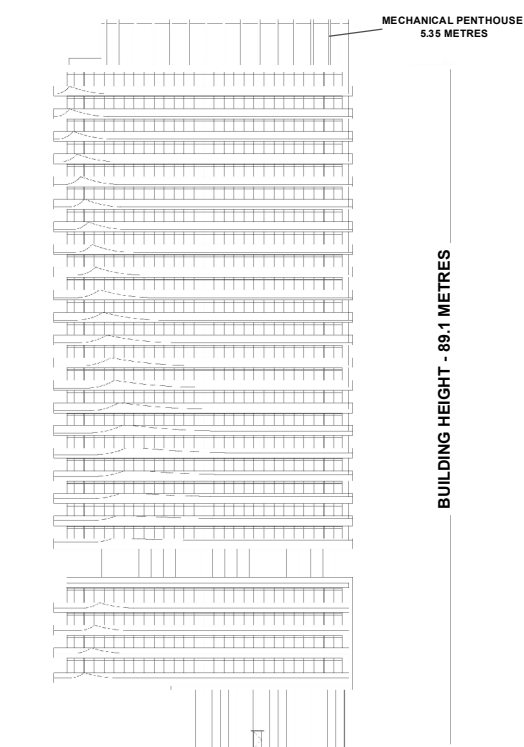 MECHANICAL PENTHOUSE
5.35 METRES
BUILDING HEIGHT - 89.1 METRES